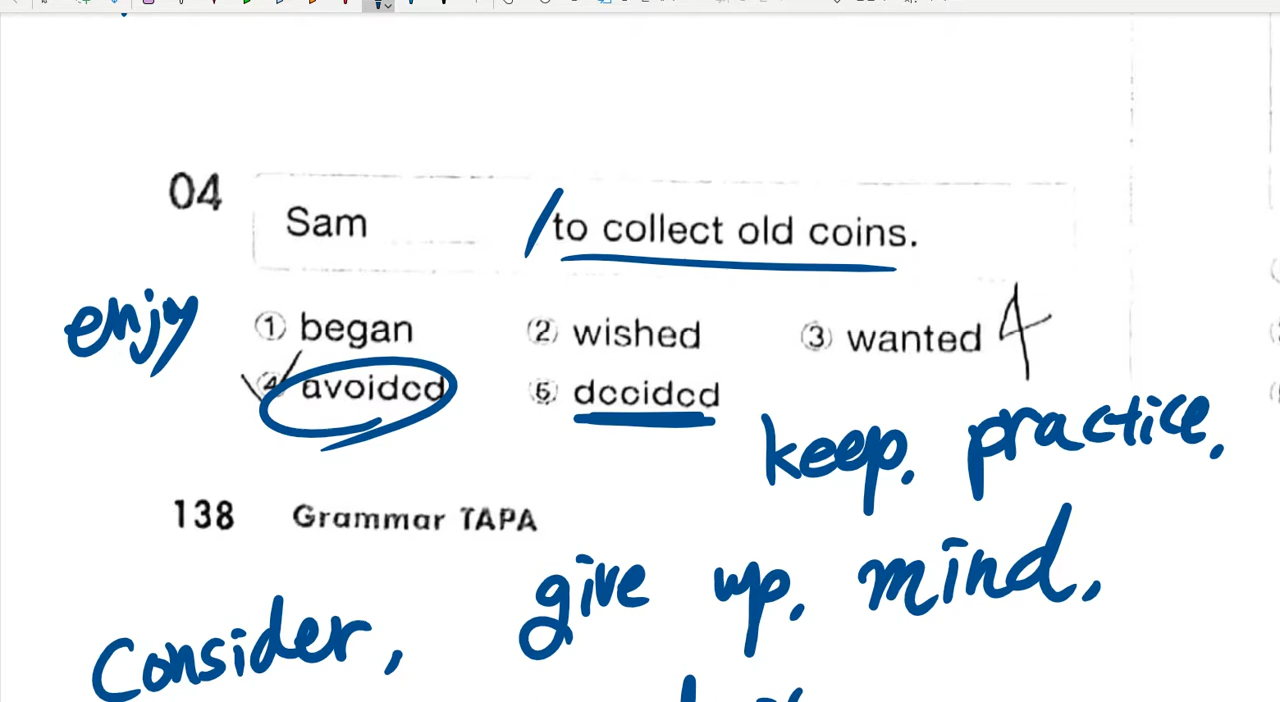 04
Sam to collect old coins.
enjy
① began ② wished ③ wanted 4
④ avoided ⑤ decided
keep, practice,
138 Grammar TAPA
give up, mind,
Consider,